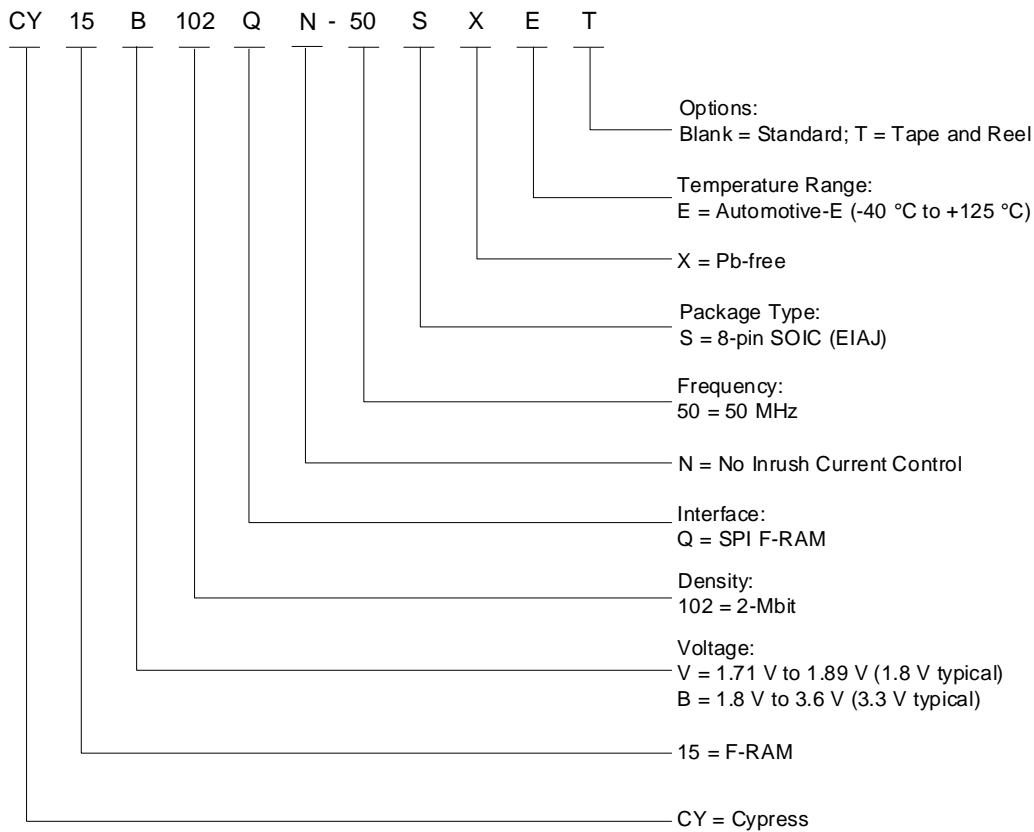 CY 15 B 102 Q N - 50 S X E T
Options:
Blank = Standard; T = Tape and Reel
Temperature Range:
E = Automotive-E (-40 °C to +125 °C)
X = Pb-free
Package Type:
S = 8-pin SOIC (EIAJ)
Frequency:
50 = 50 MHz
N = No Inrush Current Control
Interface:
Q = SPI F-RAM
Density:
102 = 2-Mbit
Voltage:
V = 1.71 V to 1.89 V (1.8 V typical)
B = 1.8 V to 3.6 V (3.3 V typical)
15 = F-RAM
CY = Cypress